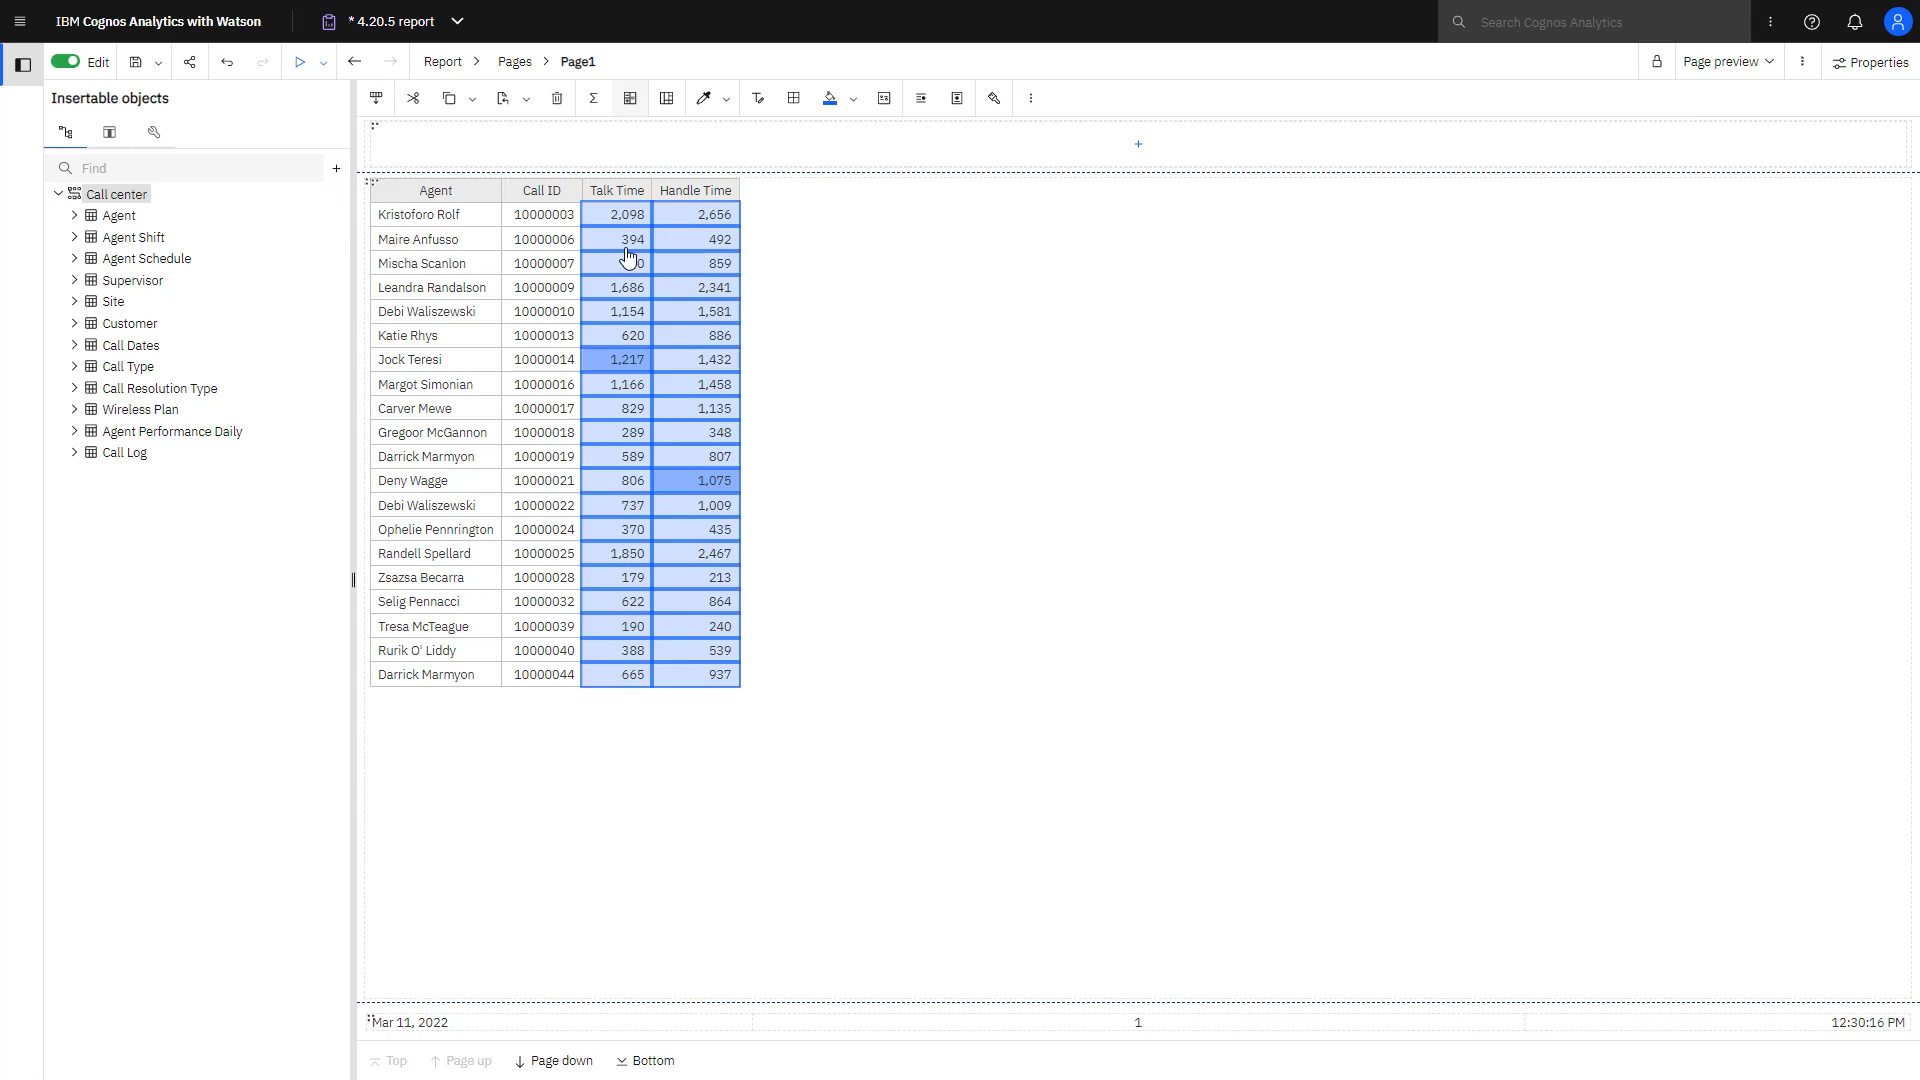 IBM Cognos Analytics with Watson
* 4.20.5 report
Search Cognos Analytics
Edit
Report > Pages > Page1
Page preview
Properties
Insertable objects
Find
Call center
Agent
Agent Shift
Agent Schedule
Supervisor
Site
Customer
Call Dates
Call Type
Call Resolution Type
Wireless Plan
Agent Performance Daily
Call Log
Agent Call ID Talk Time Handle Time
Kristoforo Rolf 10000003 2,098 2,656
Maire Anfusso 10000006 394 492
Mischa Scanlon 10000007 859
Leandra Randalson 10000009 1,686 2,341
Debi Waliszewski 10000010 1,154 1,581
Katie Rhys 10000013 620 886
Jock Teresi 10000014 1,217 1,432
Margot Simonian 10000016 1,166 1,458
Carver Mewe 10000017 829 1,135
Gregoor McGannon 10000018 289 348
Darrick Marmyon 10000019 589 807
Deny Wagge 10000021 806 1,075
Debi Waliszewski 10000022 737 1,009
Ophelie Pennrington 10000024 370 435
Randell Spellard 10000025 1,850 2,467
Zsazsa Becarra 10000028 179 213
Selig Pennacci 10000032 622 864
Tresa McTeague 10000039 190 240
Rurik O' Liddy 10000040 388 539
Darrick Marmyon 10000044 665 937
Mar 11, 2022 1 12:30:16 PM
Top Page up Page down Bottom